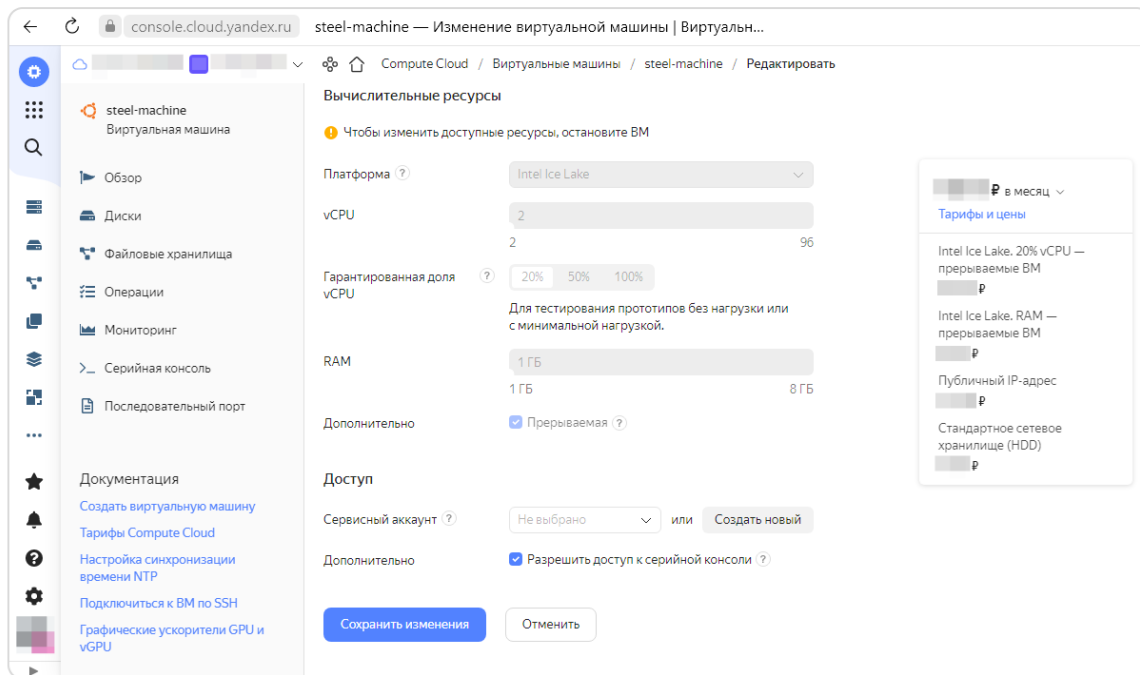 console.cloud.yandex.ru steel-machine — Изменение виртуальной машины | Виртуальн...
Compute Cloud / Виртуальные машины / steel-machine / Редактировать
steel-machine
Виртуальная машина
Обзор
Диски
Файловые хранилища
Операции
Мониторинг
Серийная консоль
Последовательный порт
Документация
Создать виртуальную машину
Тарифы Compute Cloud
Настройка синхронизации
времени NTP
Подключиться к ВМ по SSH
Графические ускорители GPU и
vGPU
Вычислительные ресурсы
Чтобы изменить доступные ресурсы, остановите ВМ
Платформа ? Intel Ice Lake
vCPU 2
2 96
Гарантированная доля ? 20% 50% 100%
vCPU
Для тестирования прототипов без нагрузки или
с минимальной нагрузкой.
RAM 1 ГБ
1 ГБ 8 ГБ
Дополнительно Прерываемая ?
Доступ
Сервисный аккаунт ? Не выбрано или Создать новый
Дополнительно Разрешить доступ к серийной консоли ?
Сохранить изменения Отменить
₽ в месяц
Тарифы и цены
Intel Ice Lake. 20% vCPU —
прерываемые ВМ
₽
Intel Ice Lake. RAM —
прерываемые ВМ
₽
Публичный IP-адрес
₽
Стандартное сетевое
хранилище (HDD)
₽